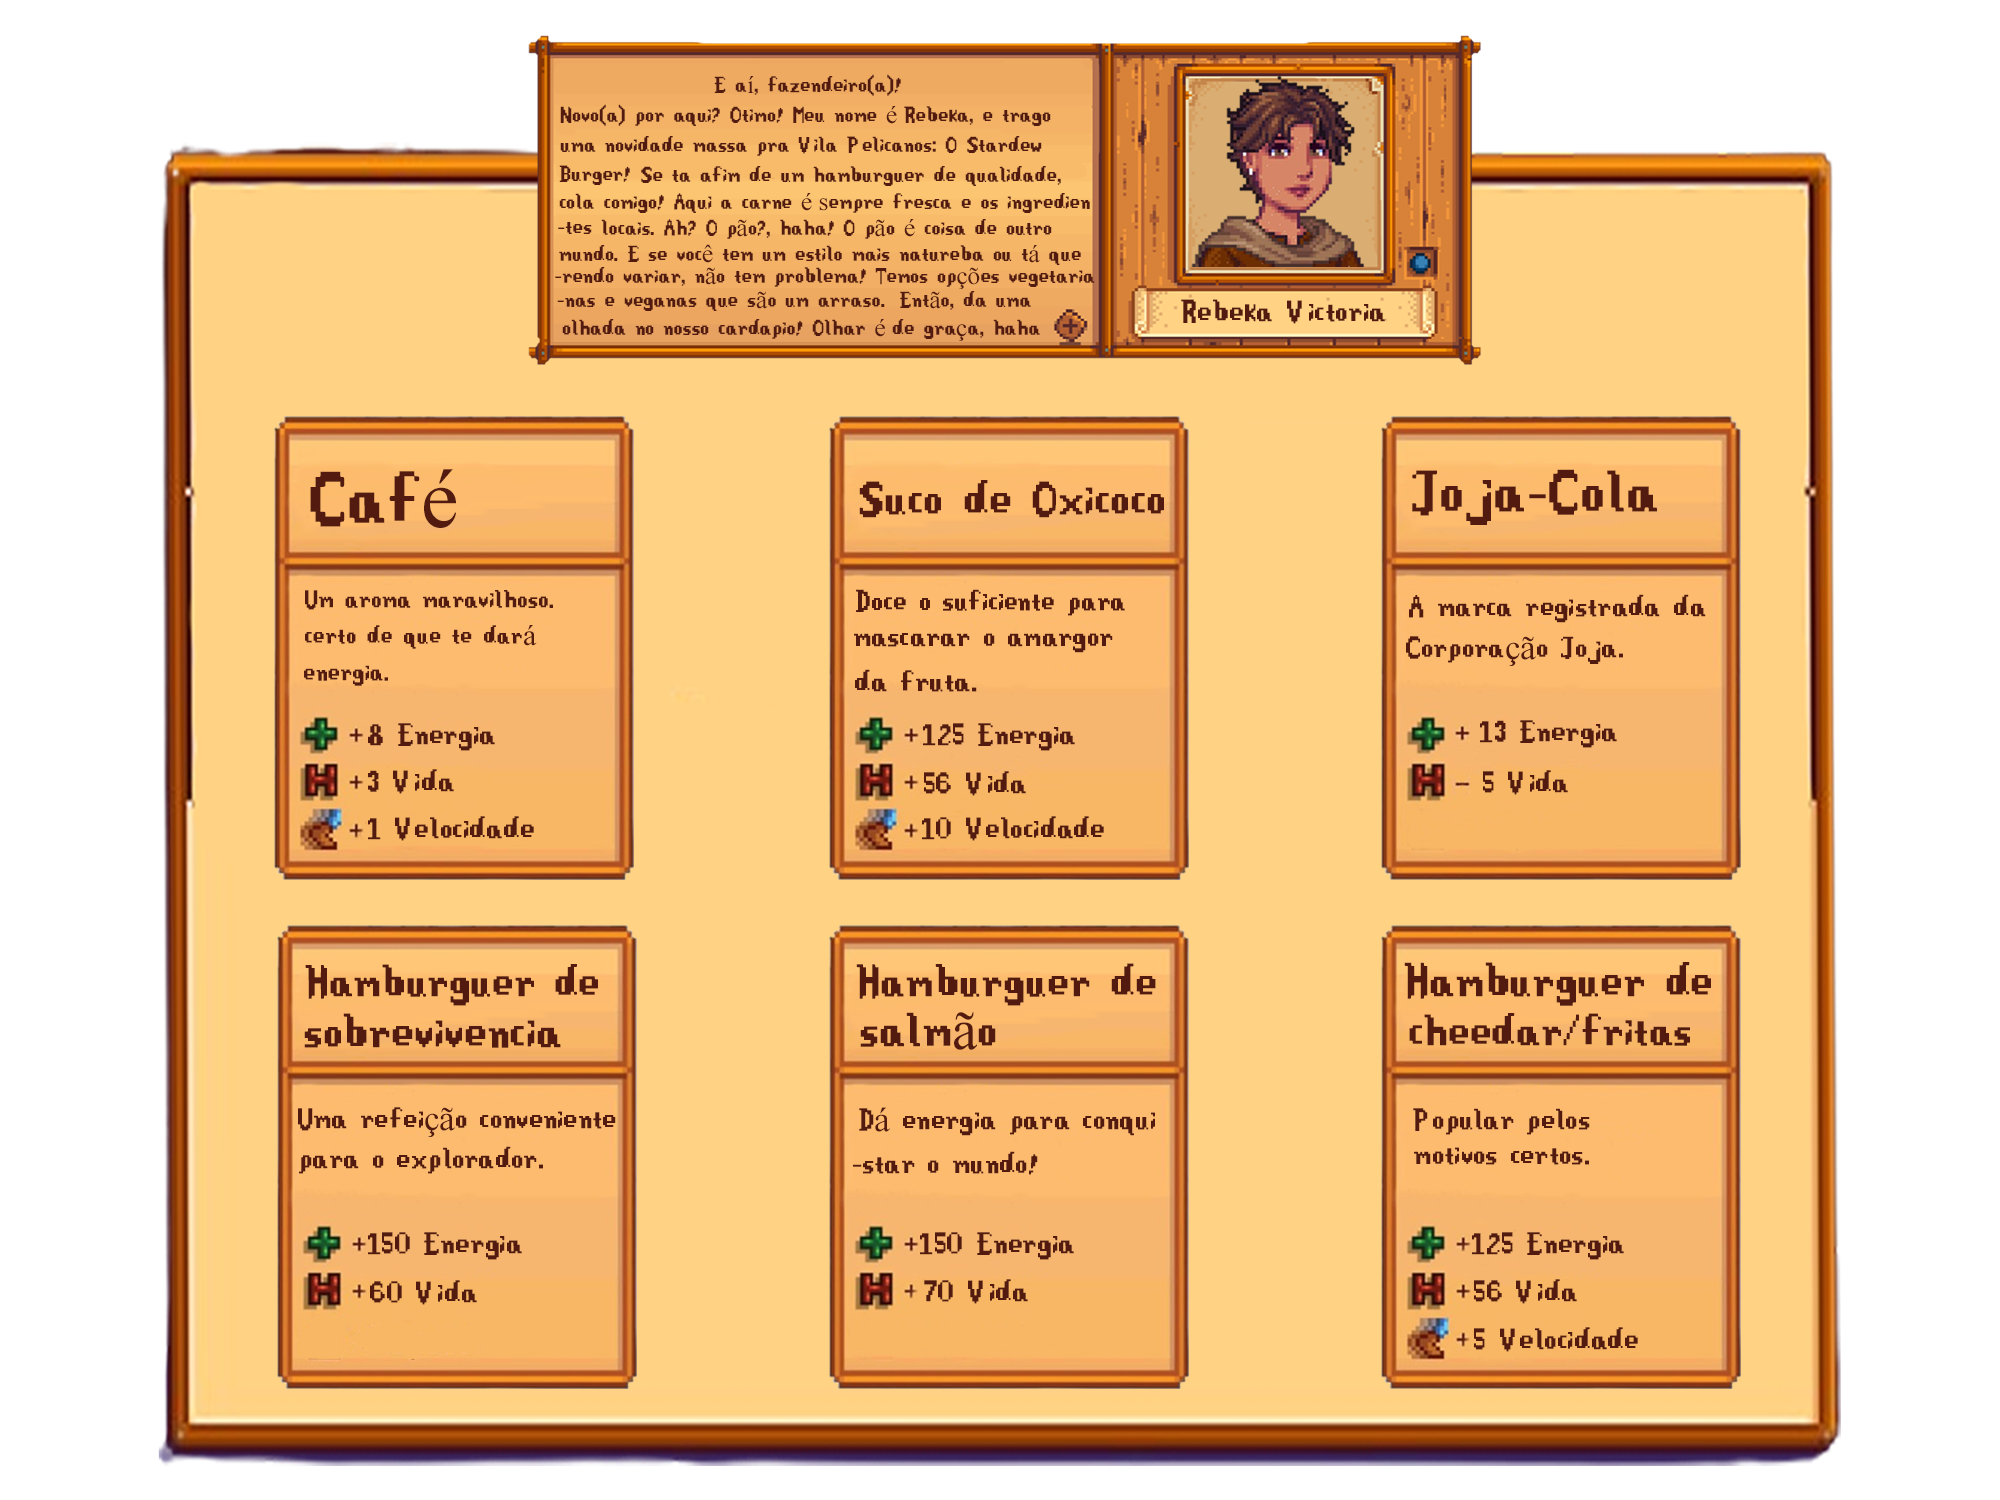 E aí, fazendeiro(a)!
Novo(a) por aqui? Otimo! Meu nome é Rebeka, e trago
uma novidade massa pra Vila Pelicanos: O Stardew
Burger! Se ta afim de um hamburguer de qualidade,
cola comigo! Aqui a carne é sempre fresca e os ingredien
-tes locais. Ah? O pão?, haha! O pão é coisa de outro
mundo. E se você tem um estilo mais natureba ou tá que
-rendo variar, não tem problema! Temos opções vegetaria
-nas e veganas que são um arraso. Então, da uma
olhada no nosso cardapio! Olhar é de graça, haha
Rebeka Victoria
Café
Um aroma maravilhoso.
certo de que te dará
energia.
+8 Energia
+3 Vida
+1 Velocidade
Suco de Oxicoco
Doce o suficiente para
mascarar o amargor
da fruta.
+125 Energia
+56 Vida
+10 Velocidade
Joja-Cola
A marca registrada da
Corporação Joja.
+ 13 Energia
- 5 Vida
Hamburguer de
sobrevivencia
Uma refeição conveniente
para o explorador.
+150 Energia
+60 Vida
Hamburguer de
salmão
Dá energia para conqui
-star o mundo!
+150 Energia
+70 Vida
Hamburguer de
cheedar/fritas
Popular pelos
motivos certos.
+125 Energia
+56 Vida
+5 Velocidade